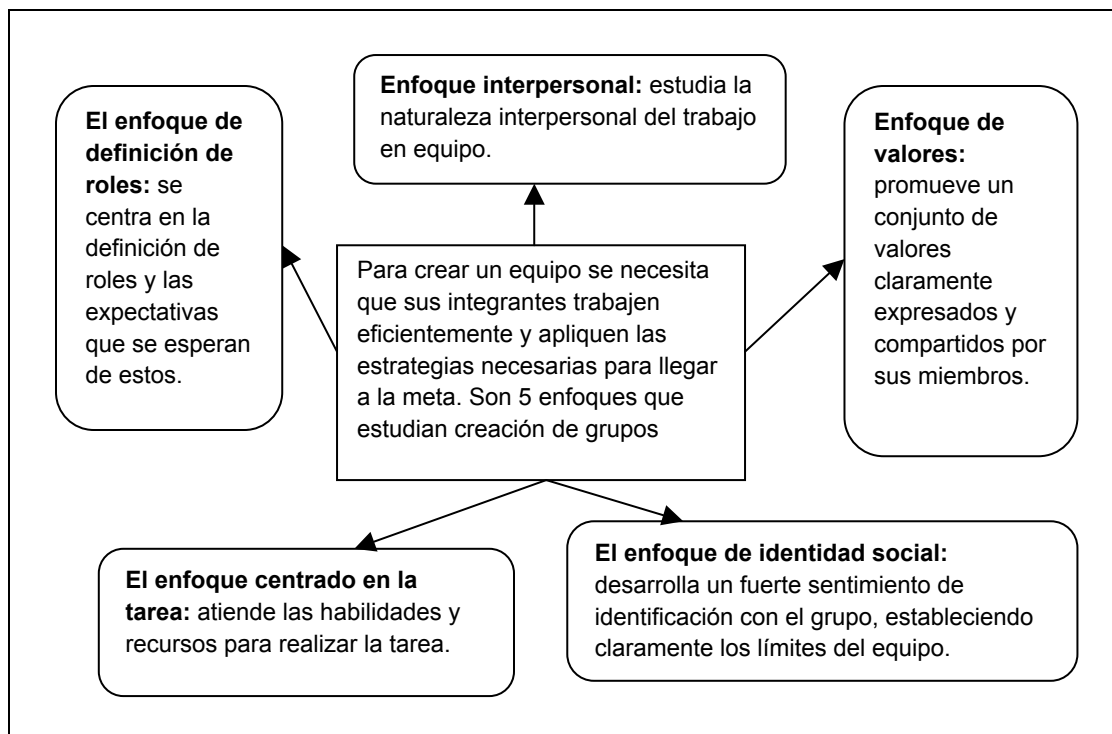 Enfoque interpersonal: estudia la
naturaleza interpersonal del trabajo
en equipo.
El enfoque de
definición de
roles: se
centra en la
definición de
roles y las
expectativas
que se esperan
de estos.
Enfoque de
valores:
promueve un
conjunto de
valores
claramente
expresados y
compartidos por
sus miembros.
Para crear un equipo se necesita
que sus integrantes trabajen
eficientemente y apliquen las
estrategias necesarias para llegar
a la meta. Son 5 enfoques que
estudian creación de grupos
El enfoque centrado en la
tarea: atiende las habilidades y
recursos para realizar la tarea.
El enfoque de identidad social:
desarrolla un fuerte sentimiento de
identificación con el grupo, estableciendo
claramente los límites del equipo.